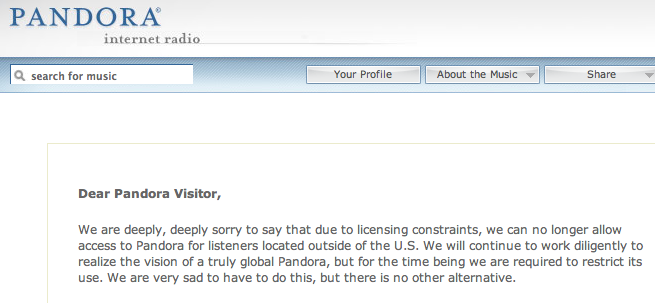 PANDORA®
internet radio
search for music
Your Profile
About the Music
Share
Dear Pandora Visitor,
We are deeply, deeply sorry to say that due to licensing constraints, we can no longer allow
access to Pandora for listeners located outside of the U.S. We will continue to work diligently to
realize the vision of a truly global Pandora, but for the time being we are required to restrict its
use. We are very sad to have to do this, but there is no other alternative.